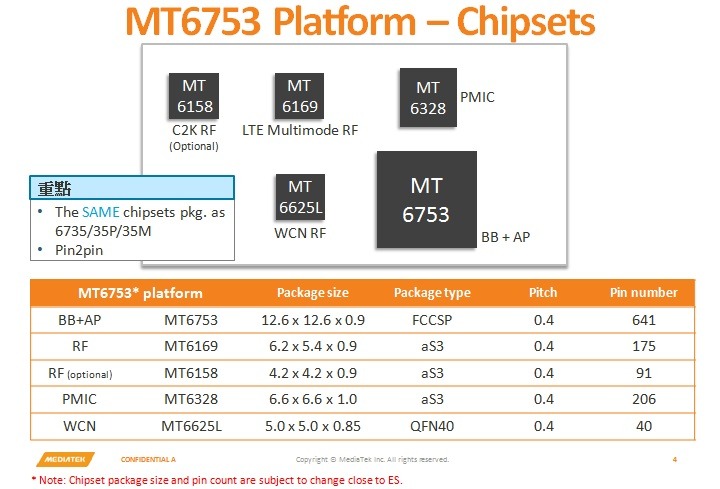 MT6753 Platform – Chipsets
MT
6158
C2K RF
(Optional)
MT
6169
LTE Multimode RF
MT
6328
PMIC
重點
• The SAME chipsets pkg. as
6735/35P/35M
• Pin2pin
MT
6625L
WCN RF
MT
6753
BB + AP
MT6753* platform Package size Package type Pitch Pin number
BB+AP MT6753 12.6 x 12.6 x 0.9 FCCSP 0.4 641
RF MT6169 6.2 x 5.4 x 0.9 aS3 0.4 175
RF (optional) MT6158 4.2 x 4.2 x 0.9 aS3 0.4 91
PMIC MT6328 6.6 x 6.6 x 1.0 aS3 0.4 206
WCN MT6625L 5.0 x 5.0 x 0.85 QFN40 0.4 40
MEDIATEK CONFIDENTIAL A Copyright © MediaTek Inc. All rights reserved. 4
* Note: Chipset package size and pin count are subject to change close to ES.